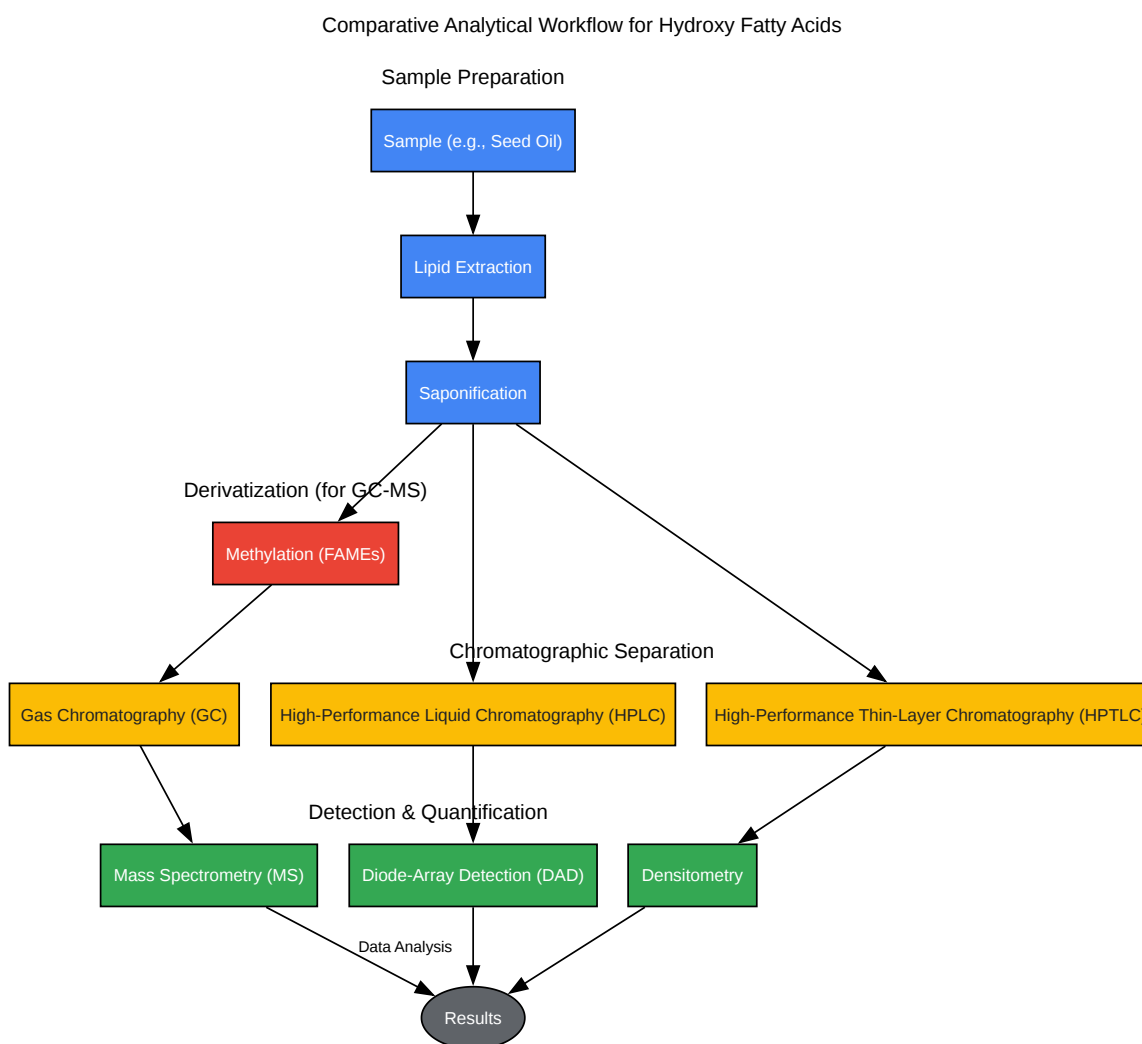 Comparative Analytical Workflow for Hydroxy Fatty Acids
Sample Preparation
Sample (e.g., Seed Oil)
Lipid Extraction
Saponification
Derivatization (for GC-MS)
Methylation (FAMEs)
Chromatographic Separation
Gas Chromatography (GC)
High-Performance Liquid Chromatography (HPLC)
High-Performance Thin-Layer Chromatography (HPTLC)
Detection & Quantification
Mass Spectrometry (MS)
Diode-Array Detection (DAD)
Densitometry
Data Analysis
Results